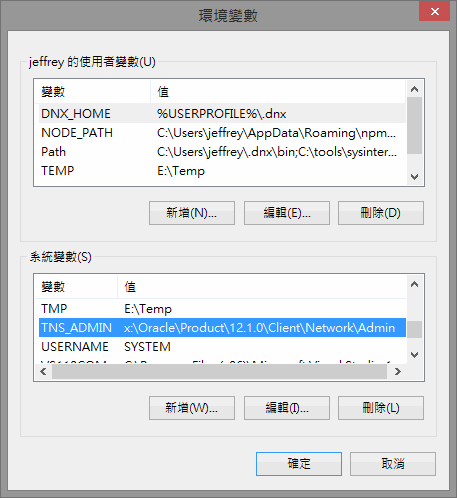 環境變數
jeffrey 的使用者變數(U)
變數 值
DNX_HOME %USERPROFILE%\.dnx
NODE_PATH C:\Users\jeffrey\AppData\Roaming\npm...
Path C:\Users\jeffrey\.dnx\bin;C:\tools\sysinter...
TEMP E:\Temp
新增(N)... 編輯(E)... 刪除(D)
系統變數(S)
變數 值
TMP E:\Temp
TNS_ADMIN x:\Oracle\Product\12.1.0\Client\Network\Admin
USERNAME SYSTEM
新增(W)... 編輯(I)... 刪除(L)
確定 取消